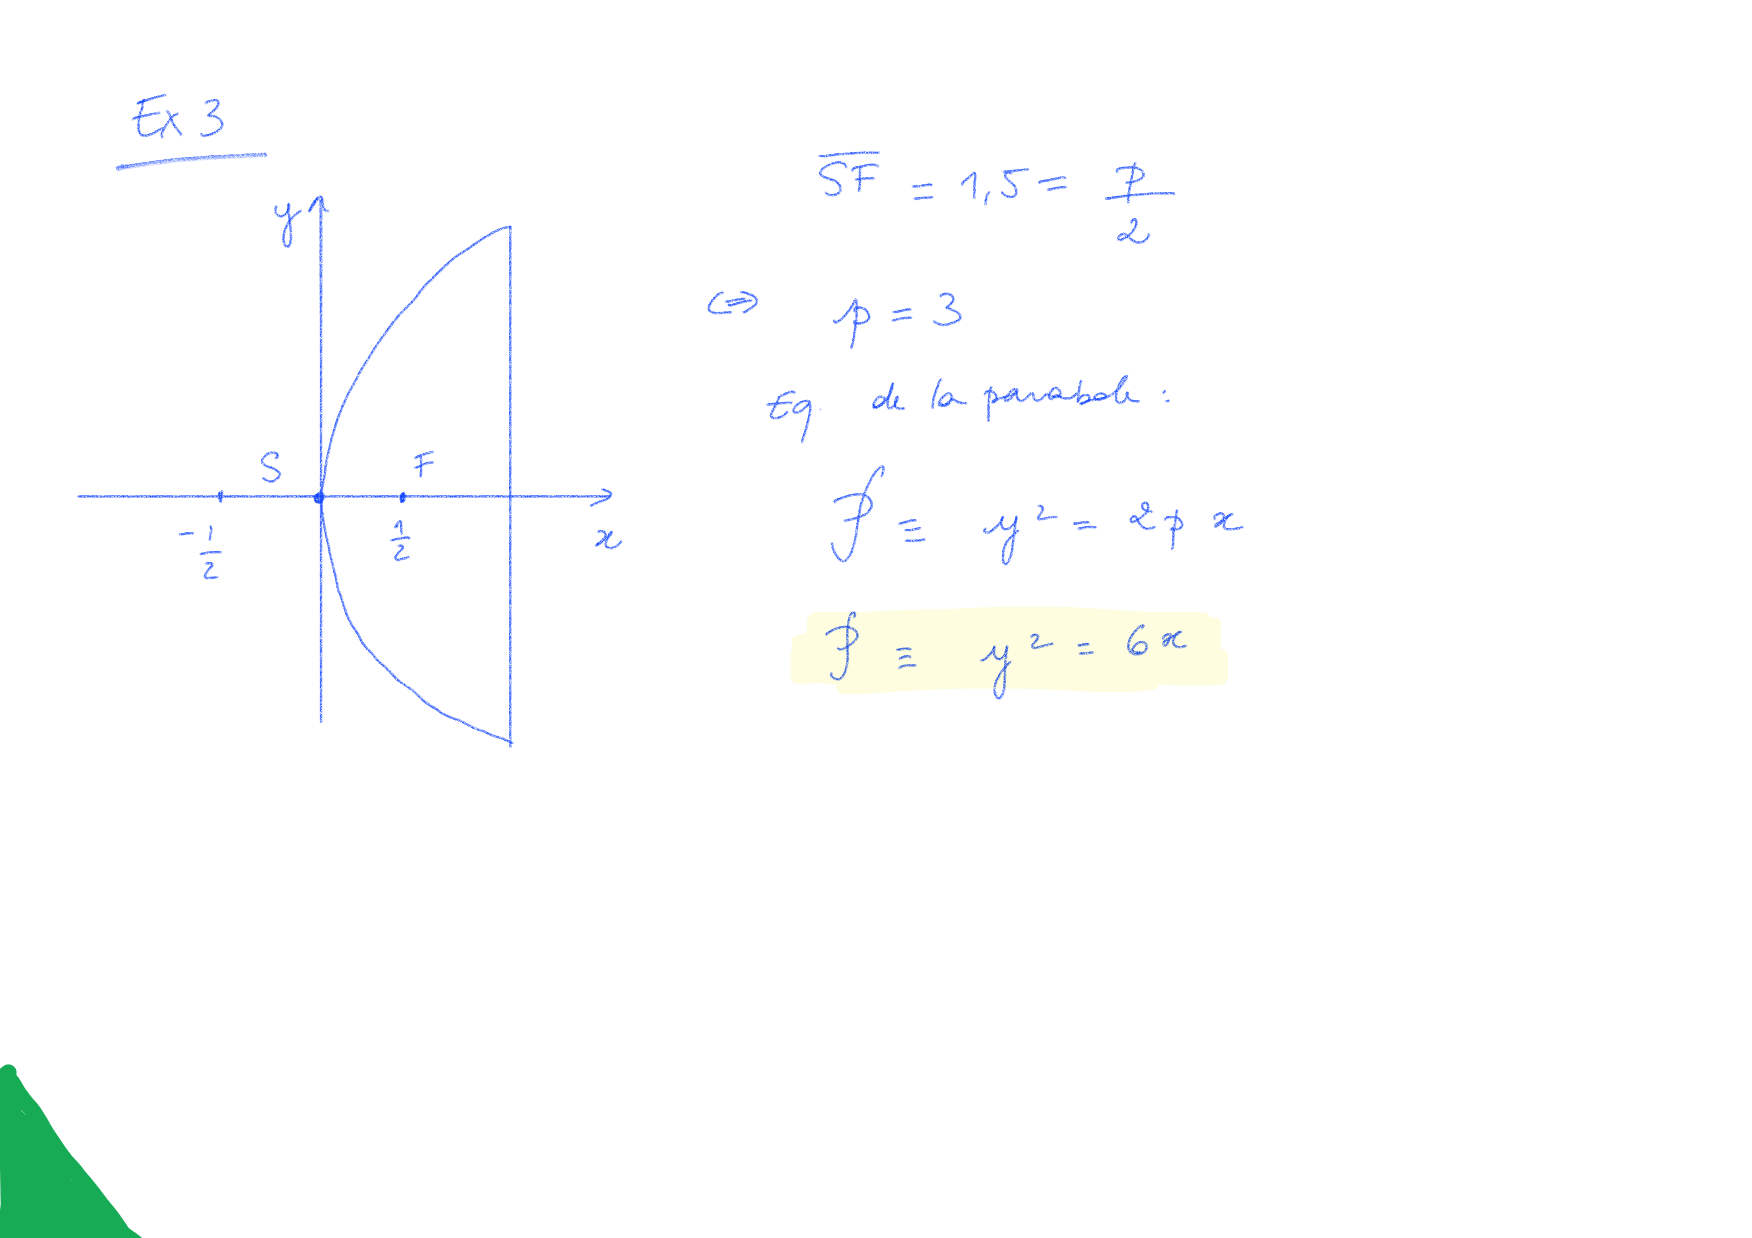 Ex 3
y
S F
-1/2 1/2 x
SF = 1,5 = p/2
⇔ p = 3
Eq. de la parabole :
P ≡ y² = 2p x
P ≡ y² = 6x